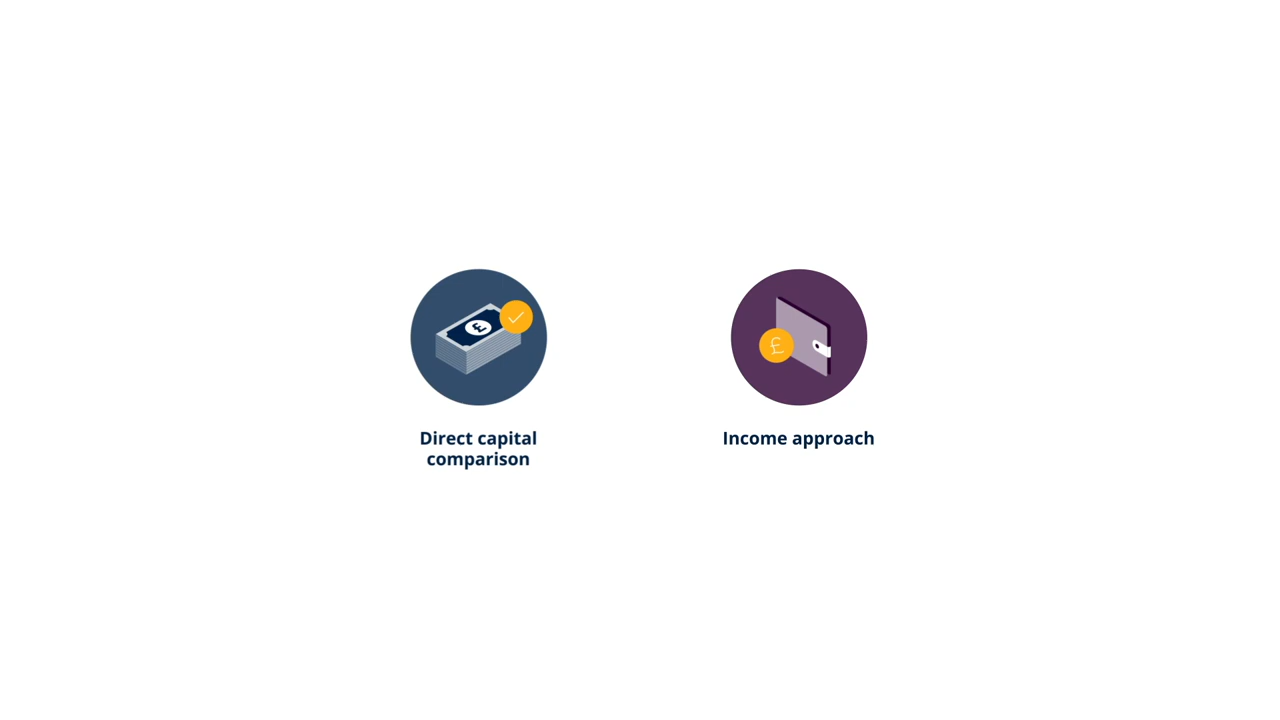 £
£
Direct capital
comparison
Income approach